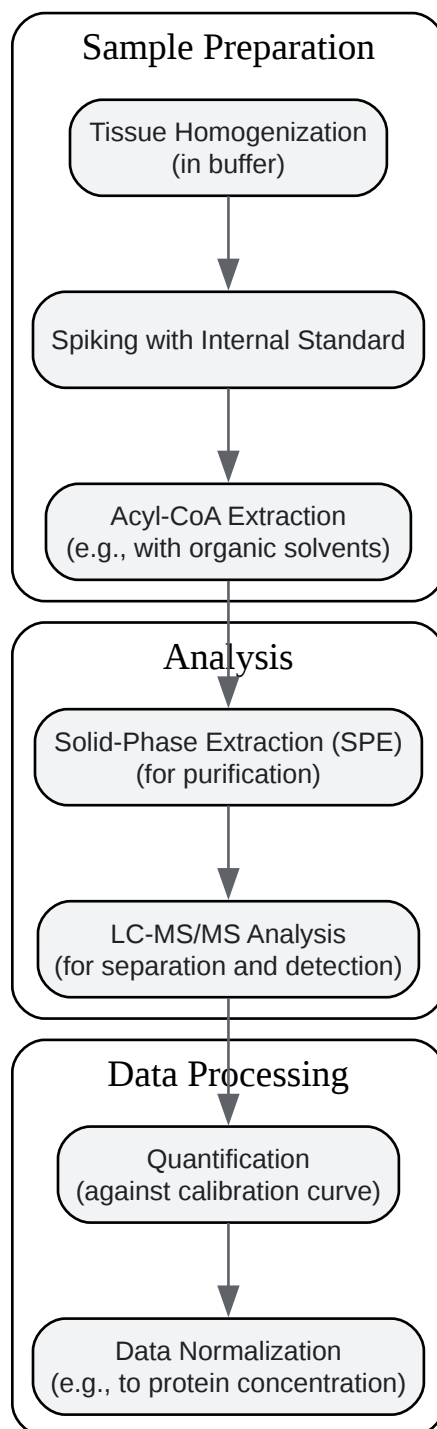 Sample Preparation
Tissue Homogenization
(in buffer)
Spiking with Internal Standard
Acyl-CoA Extraction
(e.g., with organic solvents)
Analysis
Solid-Phase Extraction (SPE)
(for purification)
LC-MS/MS Analysis
(for separation and detection)
Data Processing
Quantification
(against calibration curve)
Data Normalization
(e.g., to protein concentration)